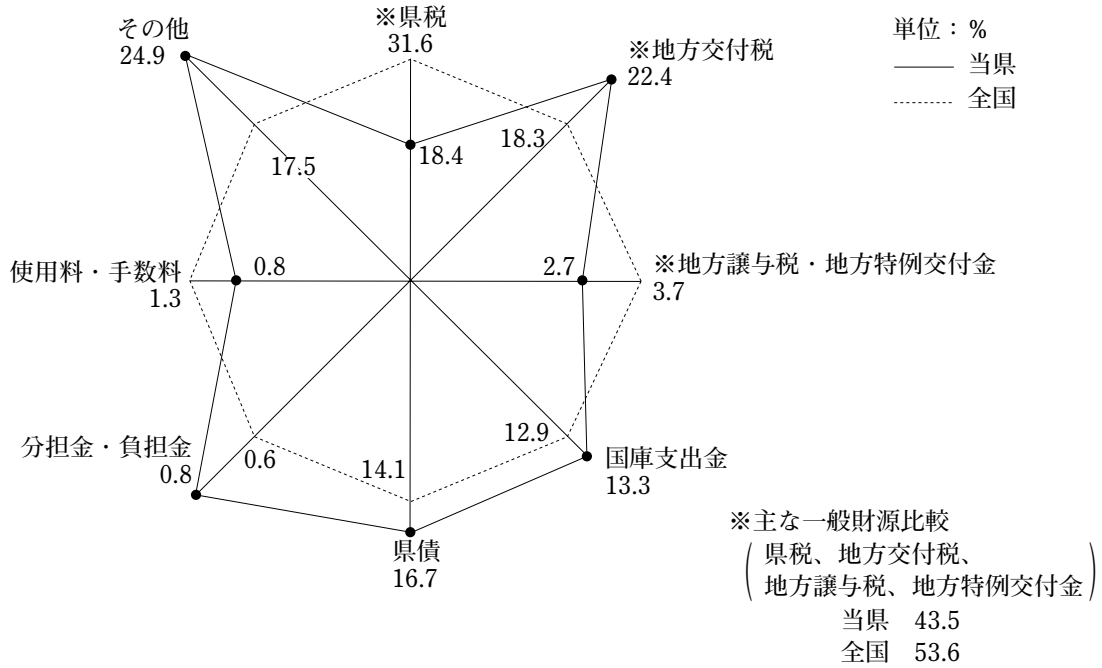 その他
24.9
※県税
31.6
※地方交付税
22.4
単位：%
当県
全国
18.4
18.3
17.5
使用料・手数料
1.3
0.8
2.7
※地方譲与税・地方特例交付金
3.7
分担金・負担金
0.8
0.6
14.1
12.9
国庫支出金
13.3
県債
16.7
※主な一般財源比較
(県税、地方交付税、
地方譲与税、地方特例交付金)
当県 43.5
全国 53.6